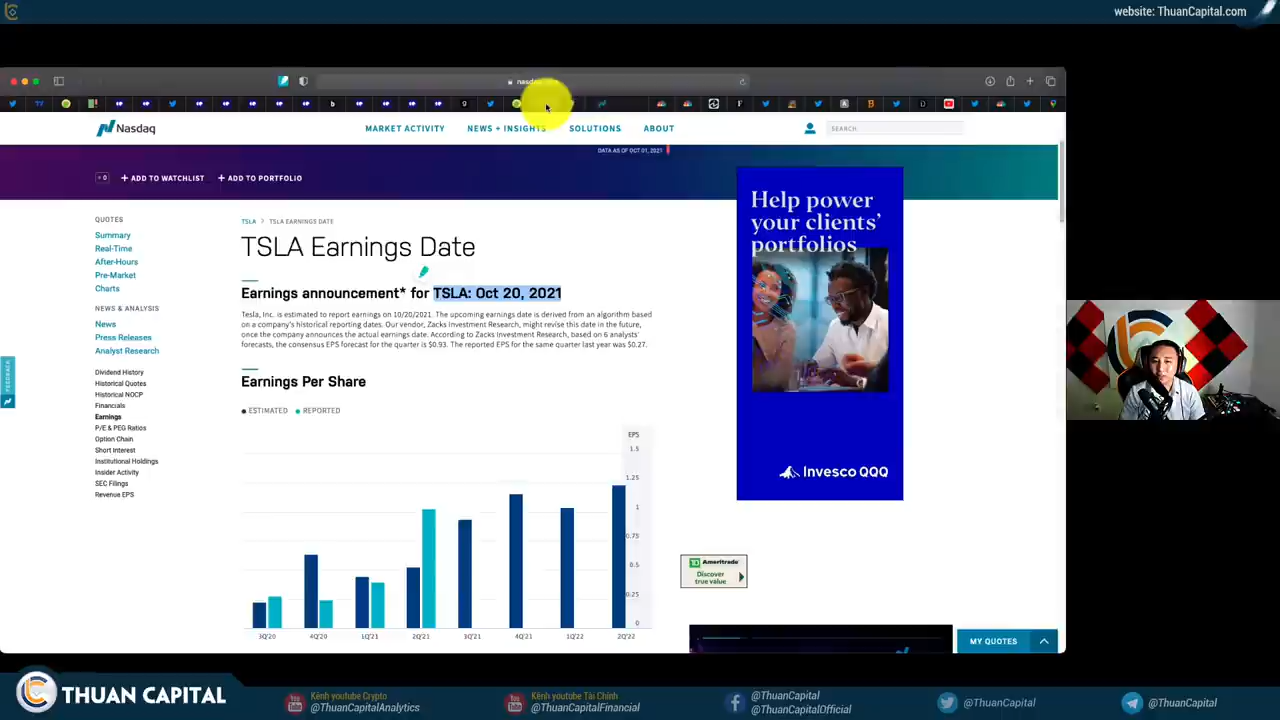 website: ThuanCapital.com
Nasdaq
MARKET ACTIVITY
NEWS + INSIGHTS
SOLUTIONS
ABOUT
SEARCH
DATA AS OF OCT 01, 2021
+ ADD TO WATCHLIST
+ ADD TO PORTFOLIO
QUOTES
Summary
Real-Time
After-Hours
Pre-Market
Charts
NEWS & ANALYSIS
News
Press Releases
Analyst Research
Dividend History
Historical Quotes
Historical NOCP
Financials
Earnings
P/E & PEG Ratios
Option Chain
Short Interest
Institutional Holdings
Insider Activity
SEC Filings
Revenue EPS
FEEDBACK
TSLA > TSLA EARNINGS DATE
TSLA Earnings Date
Earnings announcement* for TSLA: Oct 20, 2021
Tesla, Inc. is estimated to report earnings on 10/20/2021. The upcoming earnings date is derived from an algorithm based
on a company's historical reporting dates. Our vendor, Zacks Investment Research, might revise this date in the future,
once the company announces the actual earnings date. According to Zacks Investment Research, based on 6 analysts'
forecasts, the consensus EPS forecast for the quarter is $0.93. The reported EPS for the same quarter last year was $0.27.
Earnings Per Share
ESTIMATED
REPORTED
EPS
1.5
1.25
1
0.75
0.5
0.25
0
3Q'20
4Q'20
1Q'21
2Q'21
3Q'21
4Q'21
1Q'22
2Q'22
Help power
your clients'
portfolios
Invesco QQQ
TD Ameritrade
Discover
true value
MY QUOTES
THUAN CAPITAL
Kênh youtube Crypto
@ThuanCapitalAnalytics
Kênh youtube Tài Chính
@ThuanCapitalFinancial
@ThuanCapital
@ThuanCapitalOfficial
@ThuanCapital
@ThuanCapital